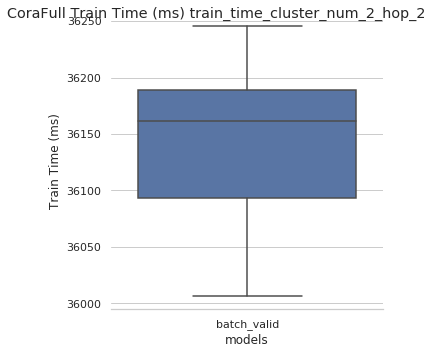 CoraFull Train Time (ms) train_time_cluster_num_2_hop_2
36250
36200
36150
36100
36050
36000
Train Time (ms)
batch_valid
models